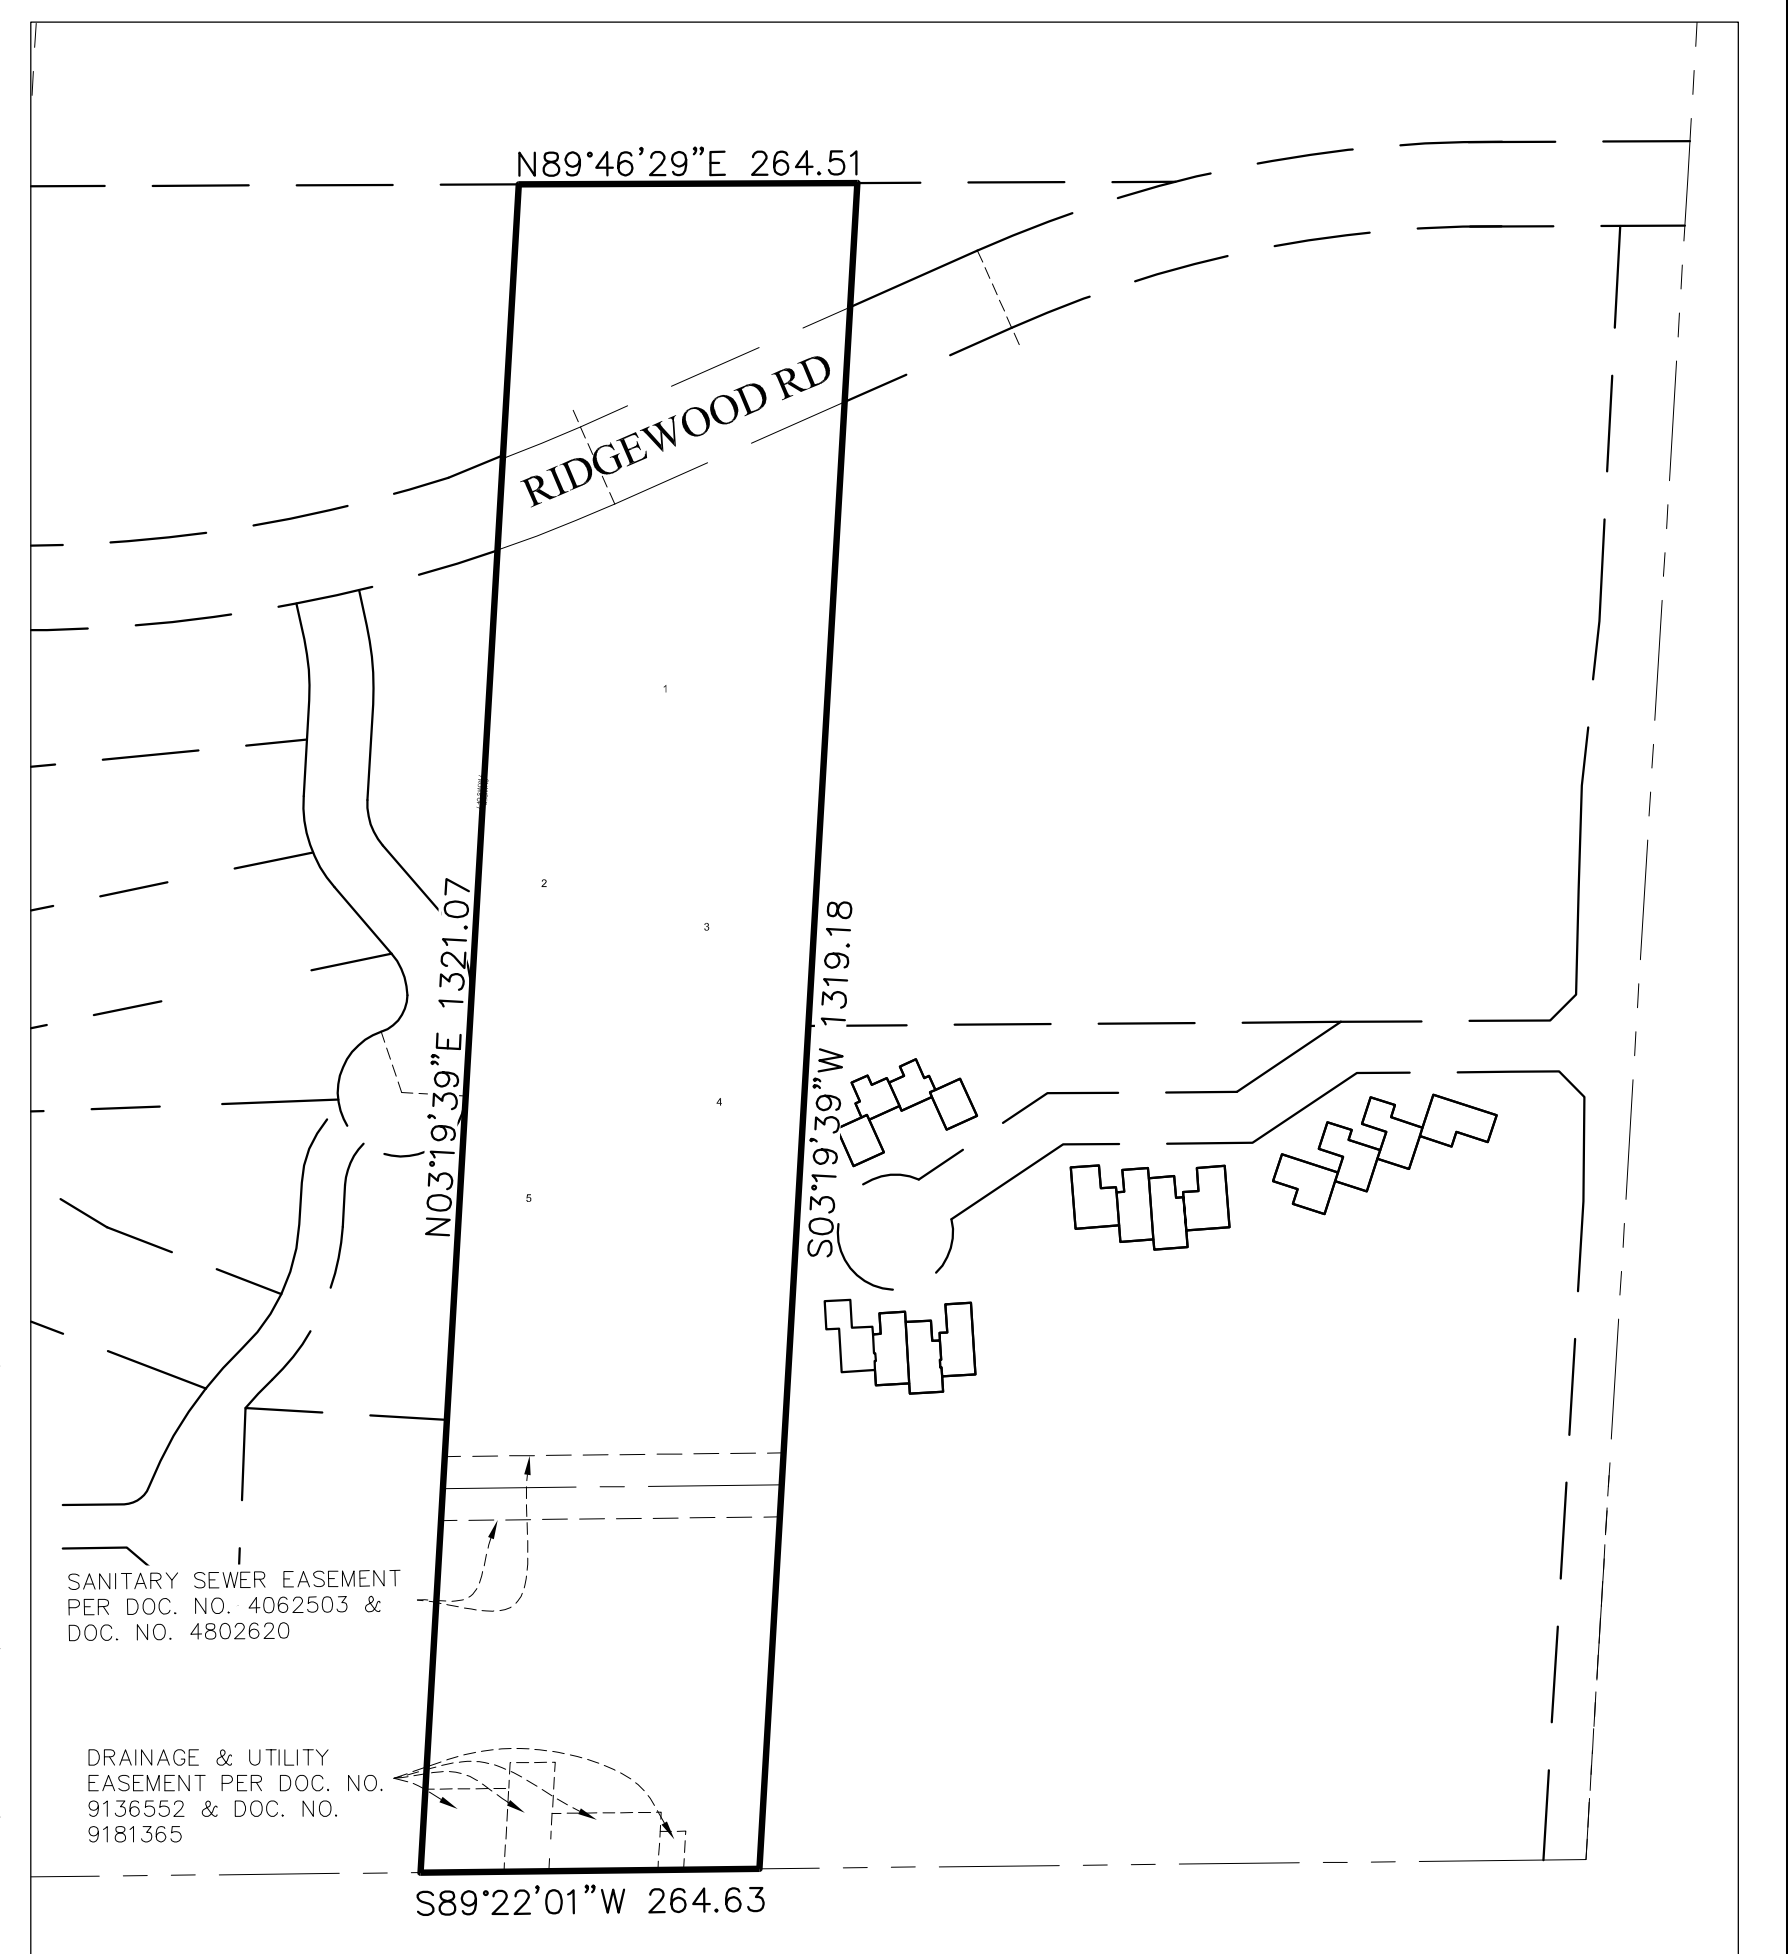 N89°46'29"E 264.51
RIDGEWOOD RD
1
2
3
N03°19'39"E 1321.07
S03°19'39"W 1319.18
4
5
SANITARY SEWER EASEMENT
PER DOC. NO. 4062503 &
DOC. NO. 4802620
DRAINAGE & UTILITY
EASEMENT PER DOC. NO.
9136552 & DOC. NO.
9181365
S89°22'01"W 264.63